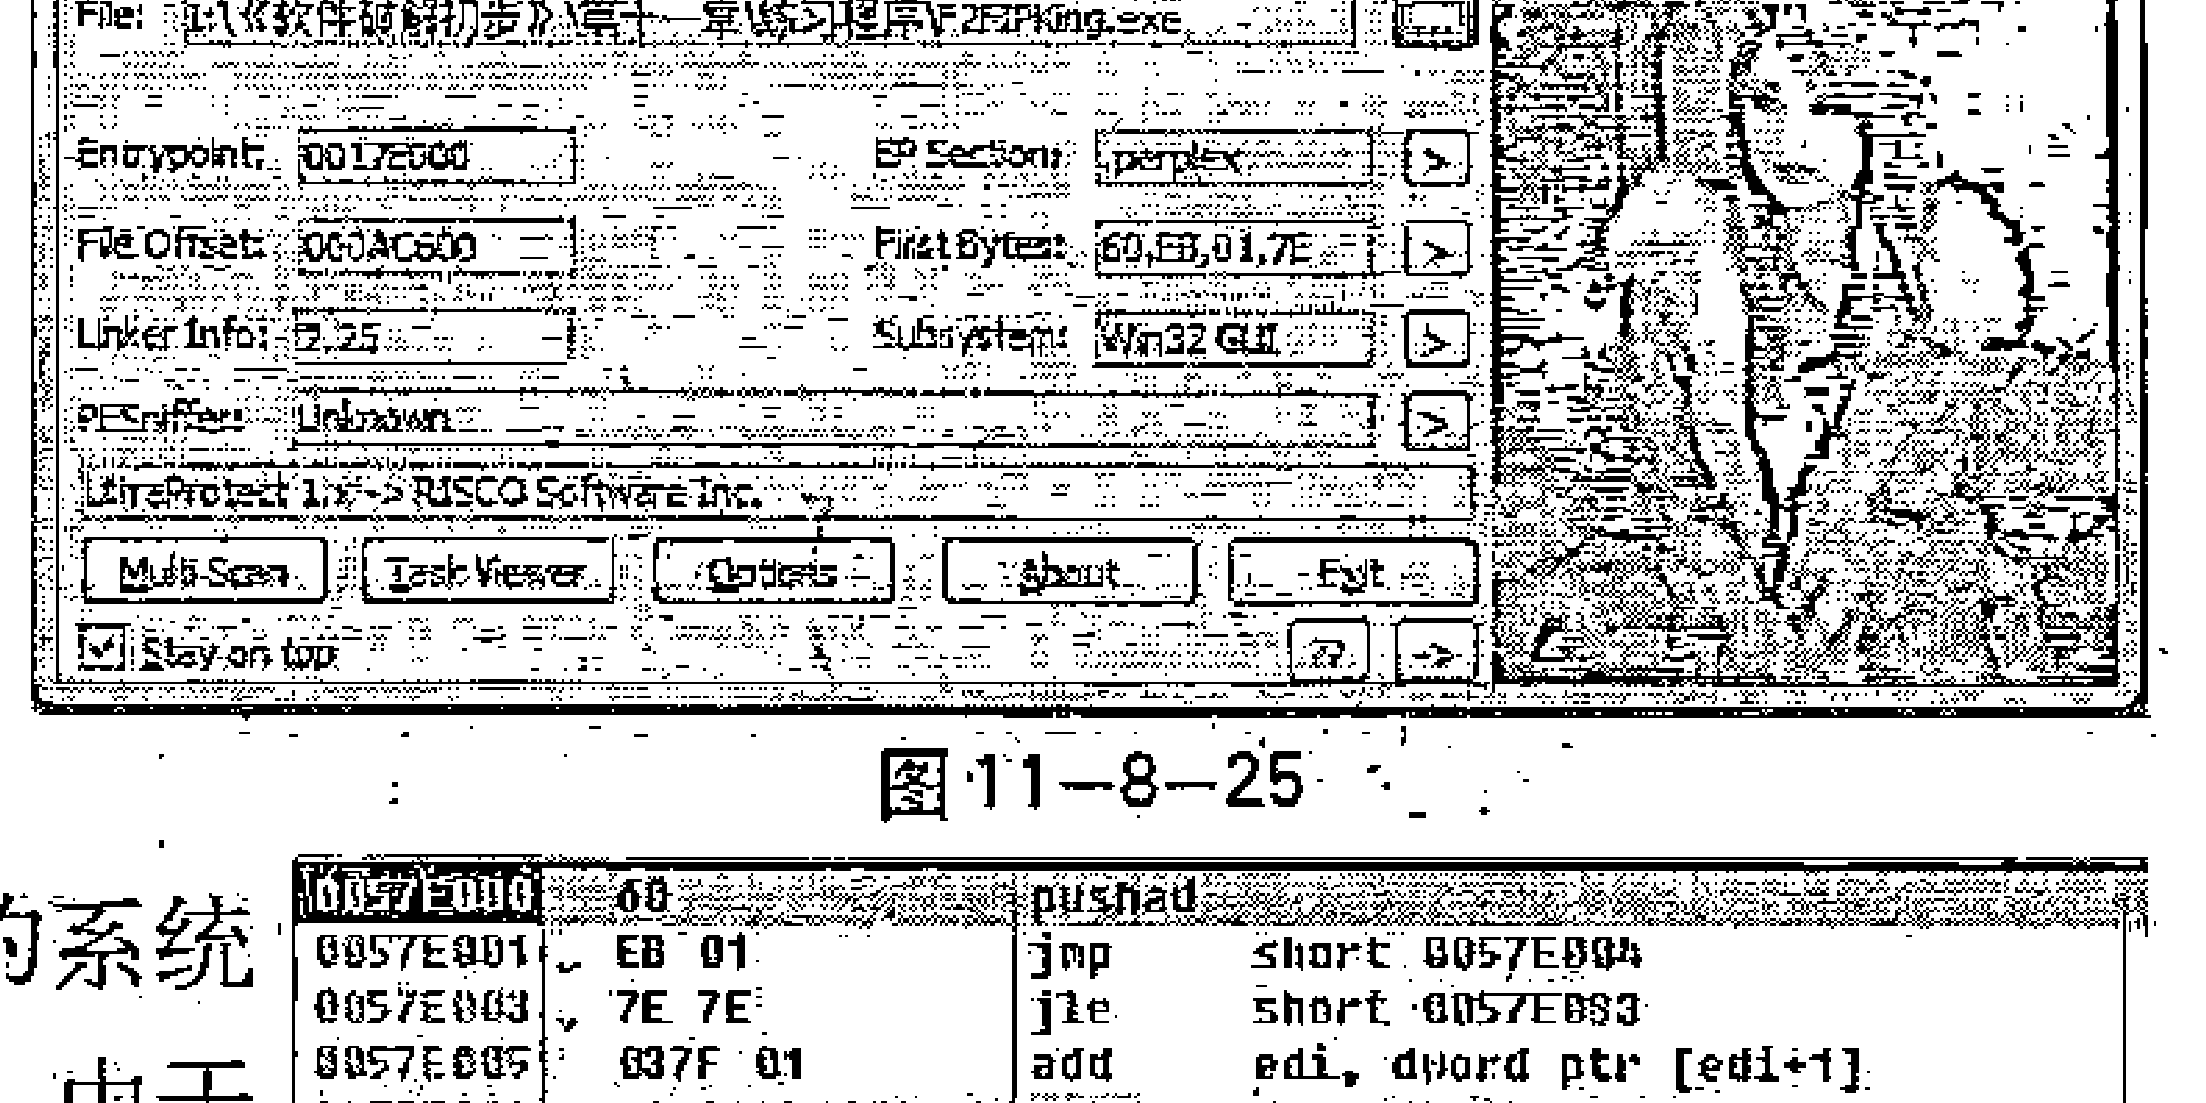 File: 1:\《软件破解初步》\第十一章\练习程序\F2FIPKing.exe
Entrypoint: 0017E000 EP Section: perplex >
File Offset: 000AC600 First Bytes: 60,EB,01,7E >
Linker Info: 2.25 Subsystem: Win32 GUI >
PESniffer: Unknown >
LameProtect 1.x -> RISCO Software Inc.
Multi Scan Task Viewer Options About Exit
Stay on top ?? ->
图 11-8-25
的系统
0057E000 60 pushad
0057E001 EB 01 jmp short 0057E004
0057E003 7E 7E jle short 0057E083
0057E005 037F 01 add edi, dword ptr [edi+1]